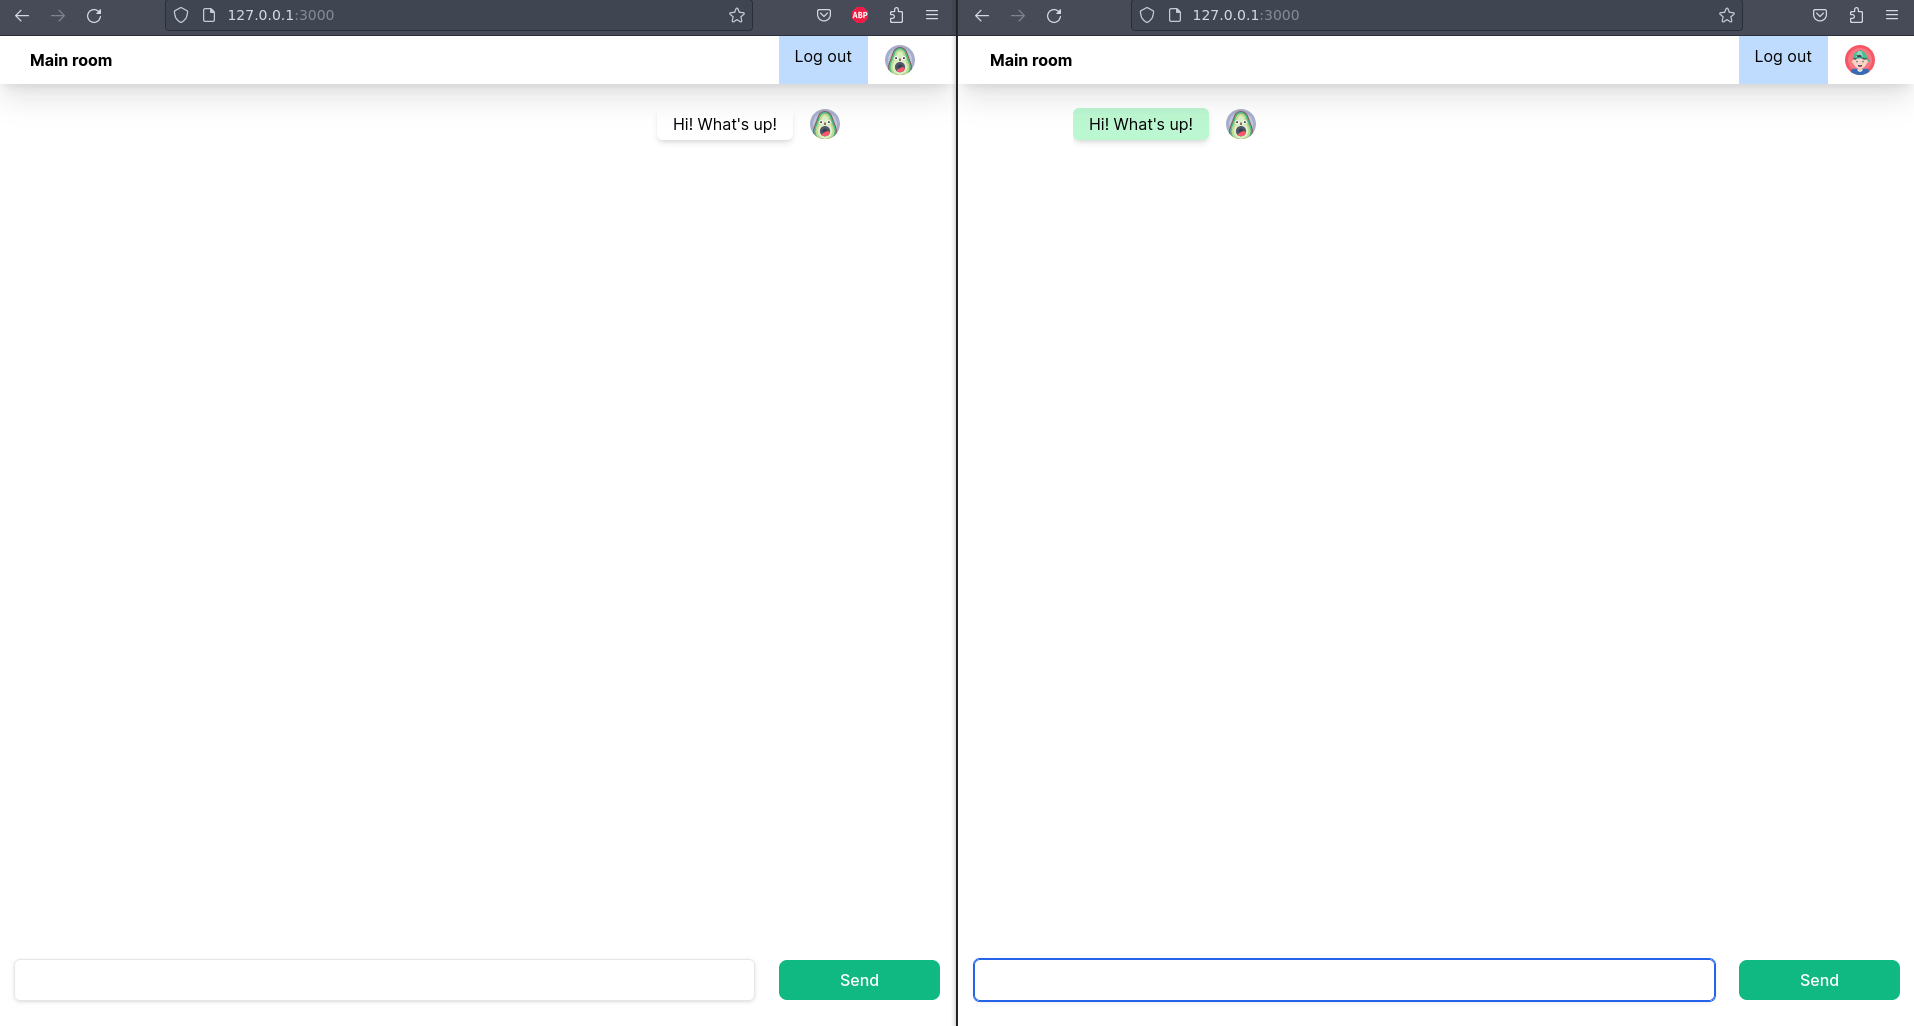 127.0.0.1:3000
ABP
Main room
Log out
Hi! What's up!
Send
127.0.0.1:3000
Main room
Log out
Hi! What's up!
Send